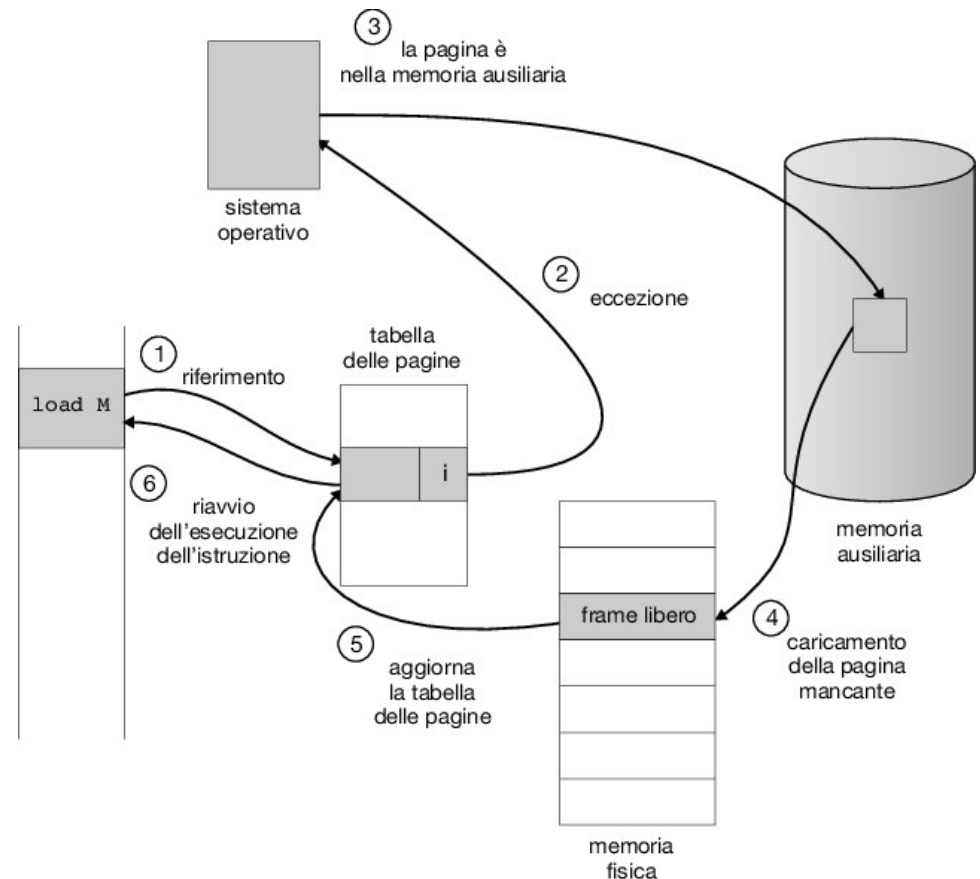 3
la pagina è
nella memoria ausiliaria
sistema
operativo
2
eccezione
tabella
delle pagine
1
riferimento
load M
i
6
riavvio
dell'esecuzione
dell'istruzione
memoria
ausiliaria
frame libero
4
caricamento
della pagina
mancante
5
aggiorna
la tabella
delle pagine
memoria
fisica